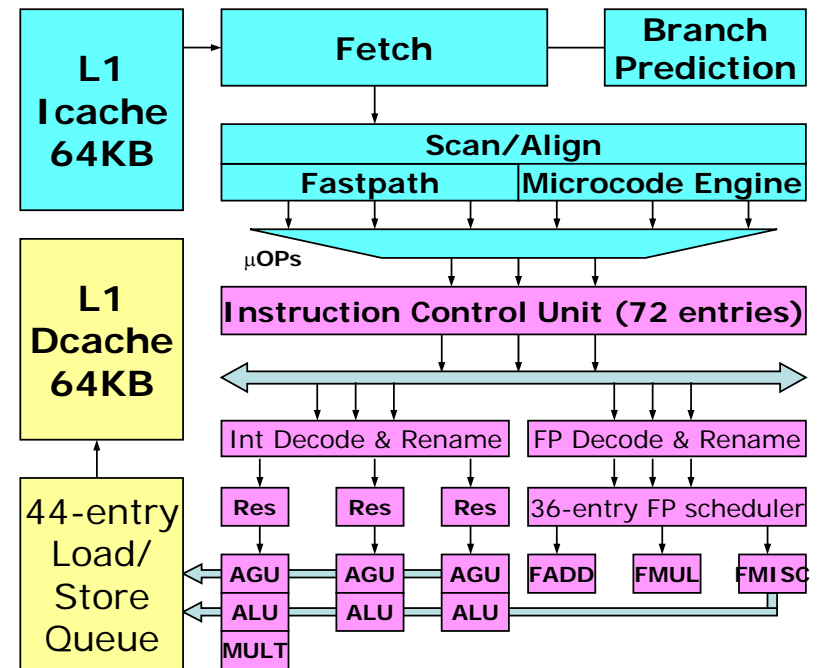 L1
Icache
64KB
Fetch
Branch
Prediction
Scan/Align
Fastpath
Microcode Engine
μOPs
L1
Dcache
64KB
Instruction Control Unit (72 entries)
Int Decode & Rename
FP Decode & Rename
Res
Res
Res
36-entry FP scheduler
44-entry
Load/
Store
Queue
AGU
AGU
AGU
FADD
FMUL
FMISC
ALU
ALU
ALU
MULT